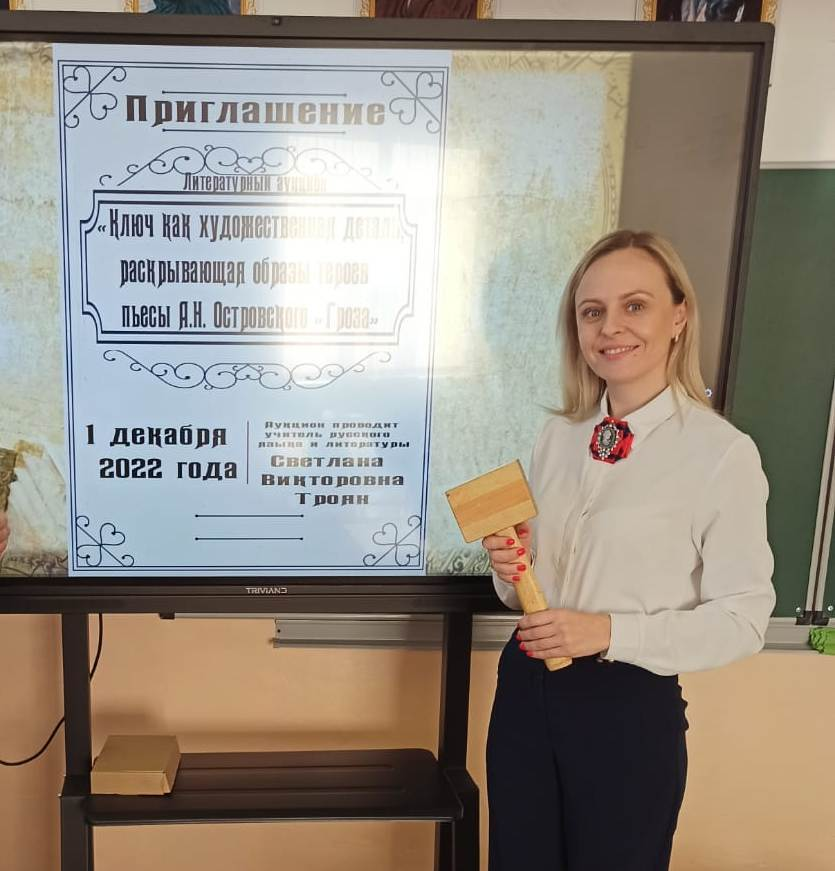 Приглашение
Литературный аукцион
«Ключ как художественная деталь,
раскрывающая образы героев
пьесы А.Н. Островского «Гроза»
1 декабря
2022 года
Аукцион проводит
учитель русского
языка и литературы
Светлана
Викторовна
Троян
TRIVIAND